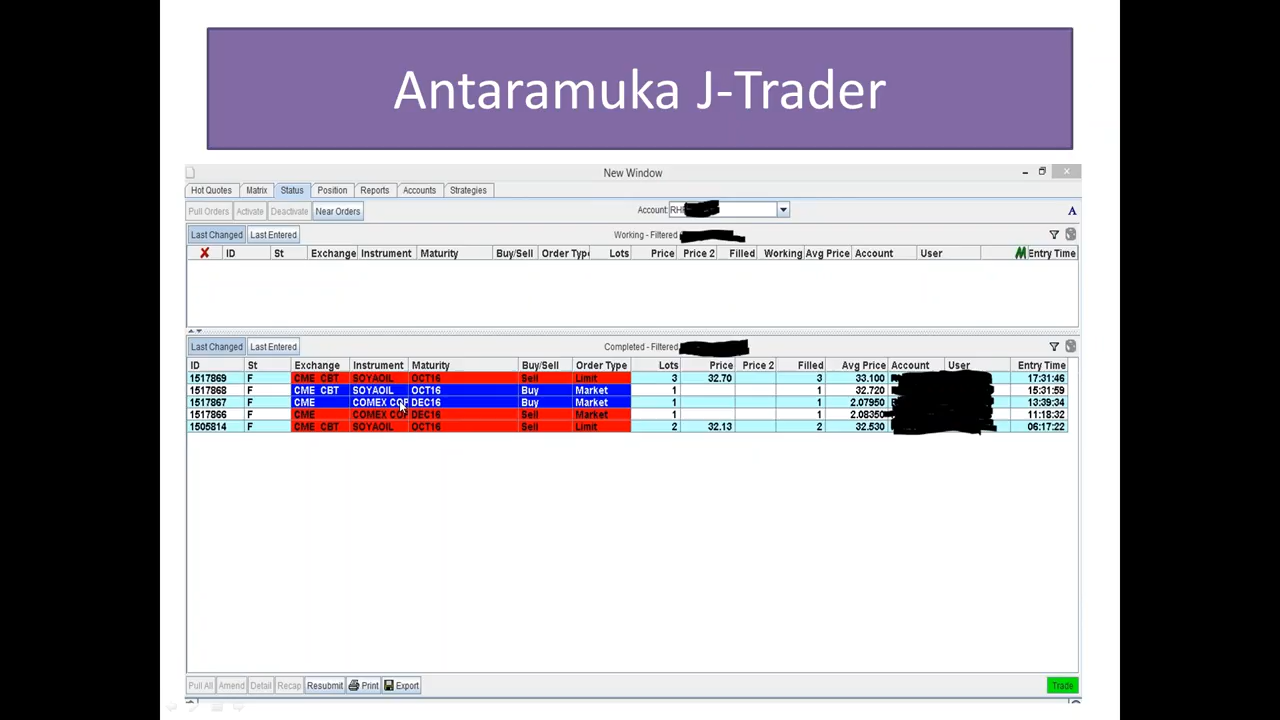 Antaramuka J-Trader
New Window
Hot Quotes Matrix Status Position Reports Accounts Strategies
Pull Orders Activate Deactivate Near Orders Account: A
Last Changed Last Entered Working - Filtered
X ID St Exchange Instrument Maturity Buy/Sell Order Type Lots Price Price 2 Filled Working Avg Price Account User M Entry Time
Last Changed Last Entered Completed - Filtered
ID St Exchange Instrument Maturity Buy/Sell Order Type Lots Price Price 2 Filled Avg Price Account User Entry Time
1517869 F CME CBT SOYAOIL OCT16 Sell Limit 3 32.70 3 33.100 17:31:46
1517868 F CME CBT SOYAOIL OCT16 Buy Market 1 1 32.720 15:31:59
1517867 F CME COMEX COP DEC16 Buy Market 1 1 2.07950 13:39:34
1517866 F CME COMEX COP DEC16 Sell Market 1 1 2.08350 11:18:32
1505814 F CME CBT SOYAOIL OCT16 Sell Limit 2 32.13 2 32.530 06:17:22
Pull All Amend Detail Recap Resubmit Print Export Trade